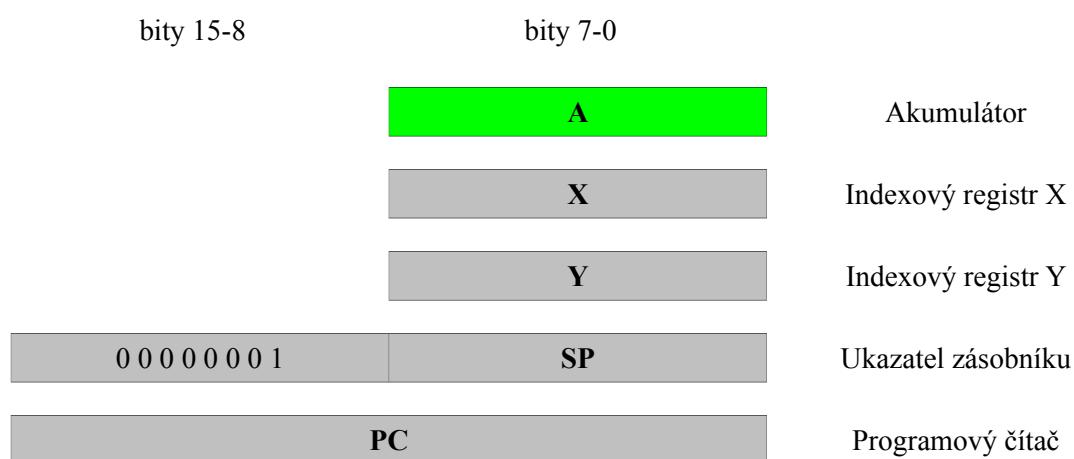 bity 15-8 bity 7-0
A Akumulátor
X Indexový registr X
Y Indexový registr Y
0 0 0 0 0 0 0 1 SP Ukazatel zásobníku
PC Programový čítač